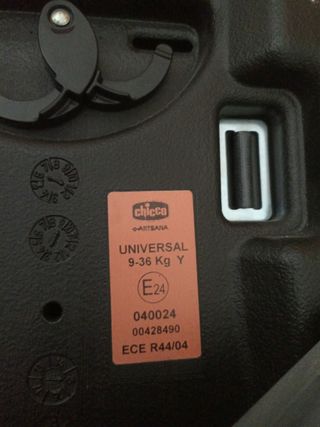 chicco
ARTSANA
UNIVERSAL
9-36 Kg Y
E24
040024
00428490
ECE R44/04